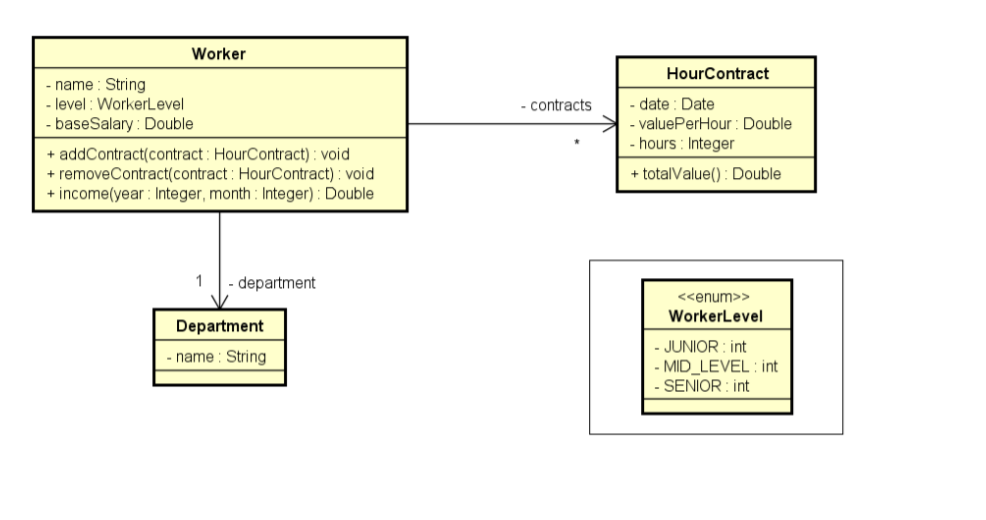 Worker
- name : String
- level : WorkerLevel
- baseSalary : Double
+ addContract(contract : HourContract) : void
+ removeContract(contract : HourContract) : void
+ income(year : Integer, month : Integer) : Double
- contracts
*
HourContract
- date : Date
- valuePerHour : Double
- hours : Integer
+ totalValue() : Double
1
- department
Department
- name : String
<<enum>>
WorkerLevel
- JUNIOR : int
- MID_LEVEL : int
- SENIOR : int